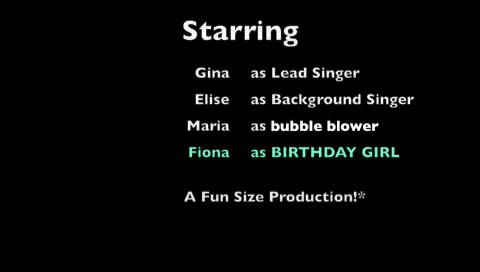 Starring
Gina as Lead Singer
Elise as Background Singer
Maria as bubble blower
Fiona as BIRTHDAY GIRL
A Fun Size Production!*